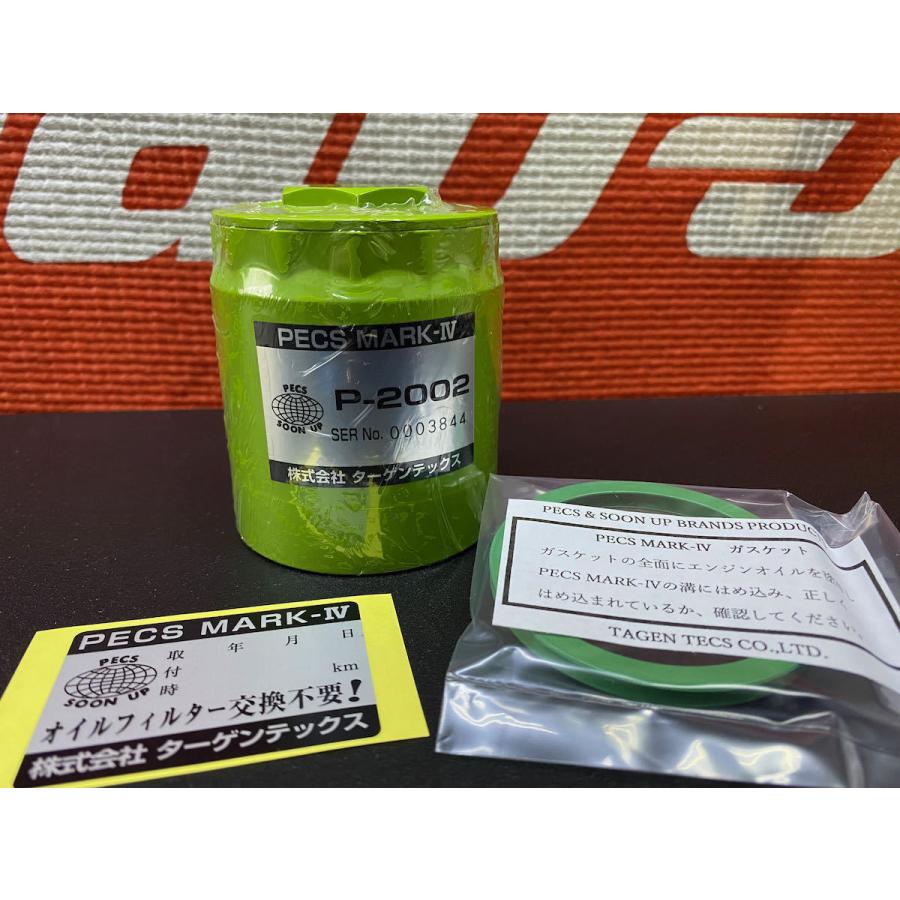 PECS MARK-Ⅳ
PECS
SOON UP
P-2002
SER No. 0003844
株式会社 ターゲンテックス
PECS MARK-Ⅳ
PECS
SOON UP
取付時
年 月 日
km
オイルフィルター交換不要!
株式会社 ターゲンテックス
PECS & SOON UP BRANDS
PECS MARK-Ⅳ ガスケット
ガスケットの全面にエンジンオイルを
PECS MARK-Ⅳの溝にはめ込み、正しく
はめ込まれているか、確認してください。
TAGEN TECS CO.,LTD.